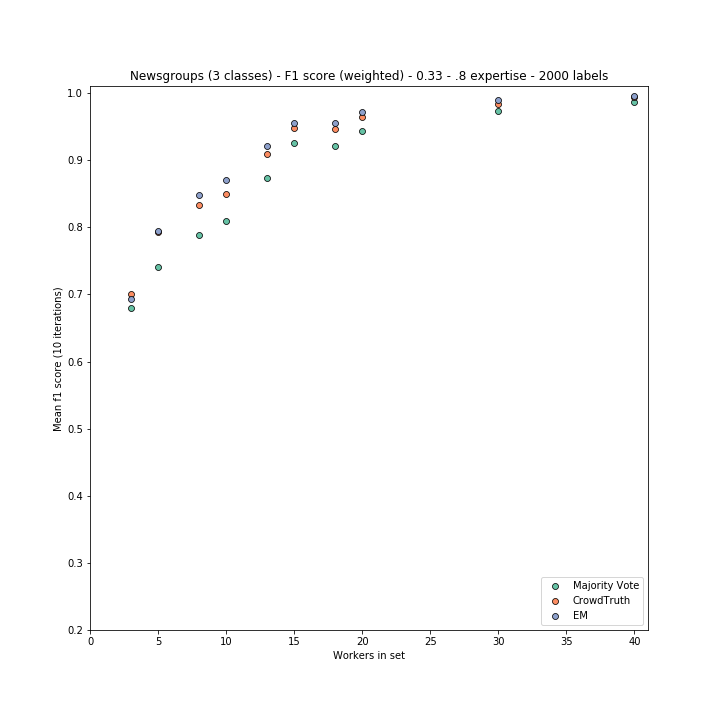 Newsgroups (3 classes) - F1 score (weighted) - 0.33 - .8 expertise - 2000 labels
Mean f1 score (10 iterations)
1.0
0.9
0.8
0.7
0.6
0.5
0.4
0.3
0.2
0 5 10 15 20 25 30 35 40
Workers in set
Majority Vote
CrowdTruth
EM